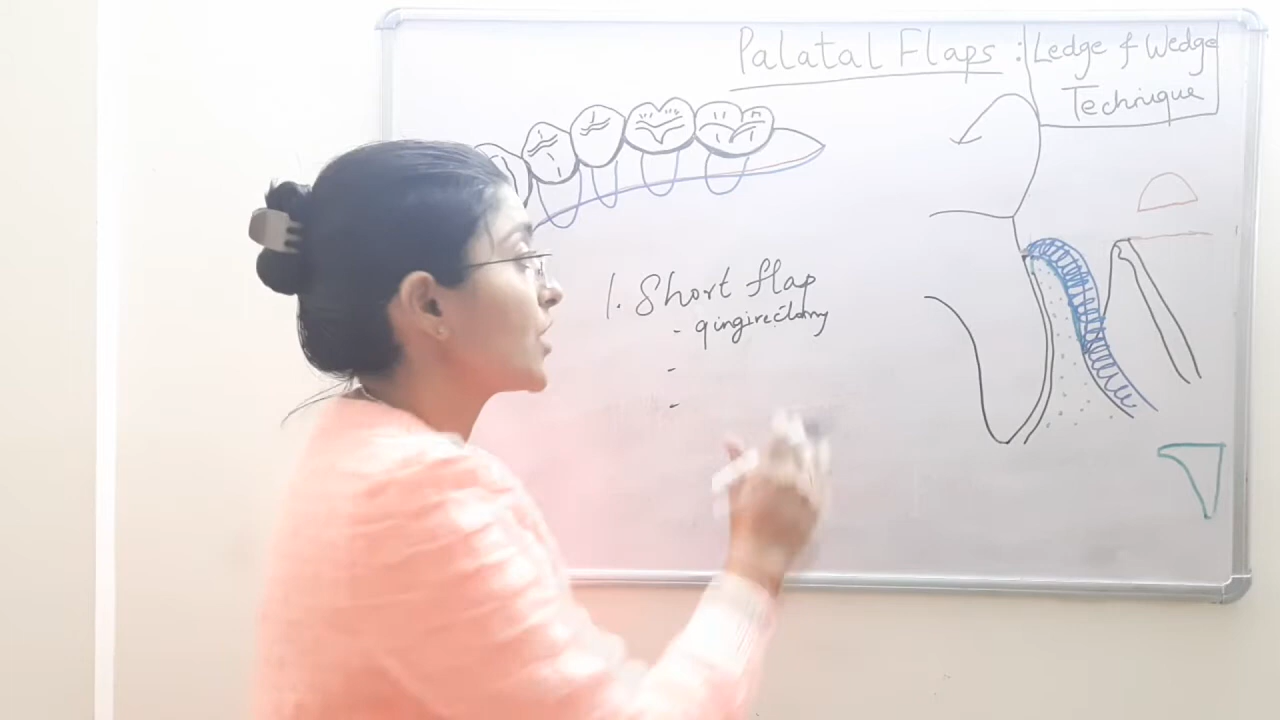 Palatal Flaps : Ledge & Wedge
Technique
1. Short flap
- gingivectomy
-
-